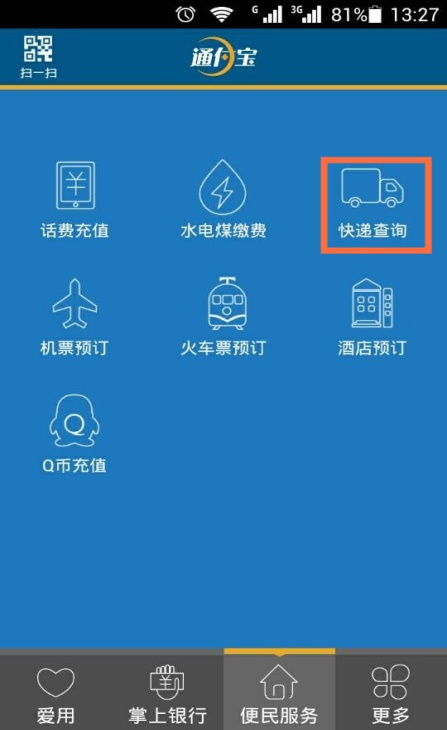 G 3G 81% 13:27
扫一扫
通付宝
话费充值 水电煤缴费 快递查询
机票预订 火车票预订 酒店预订
Q
Q币充值
爱用 掌上银行 便民服务 更多